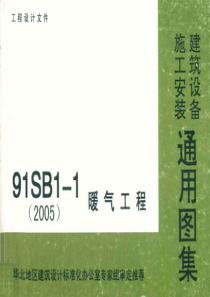 工程设计文件
建筑设备
施工安装
通用图集
91SB1-1
(2005)
暖气工程
华北地区建筑设计标准化办公室专家组审定推荐